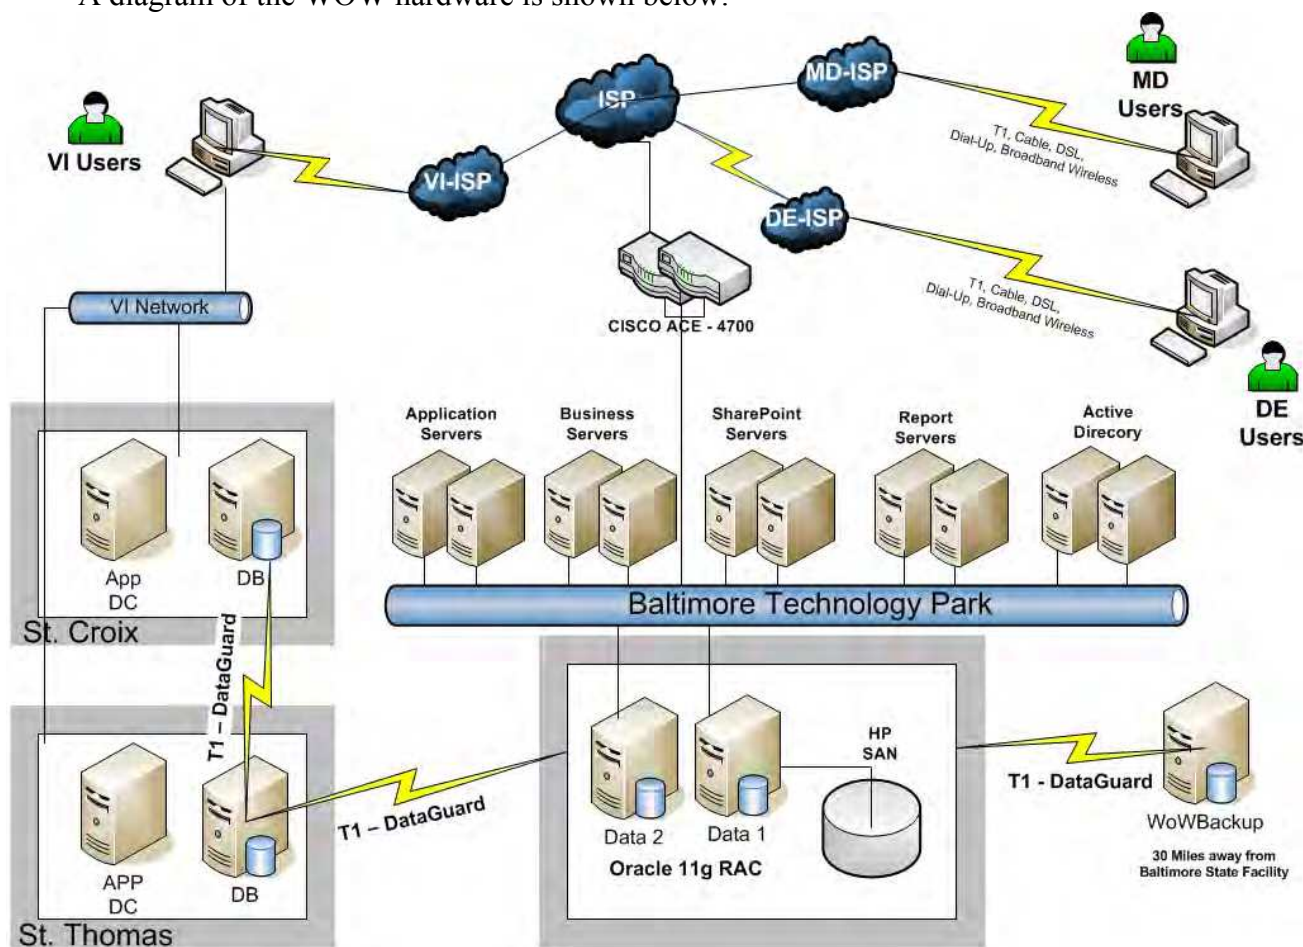 A diagram of the WOW hardware is shown below:
MD-ISP
ISP
MD
Users
VI Users
T1, Cable, DSL,
Dial-Up, Broadband Wireless
VI-ISP
DE-ISP
T1, Cable, DSL,
Dial-Up, Broadband Wireless
VI Network
CISCO ACE - 4700
DE
Users
Application
Servers
Business
Servers
SharePoint
Servers
Report
Servers
Active
Direcory
App
DC
DB
St. Croix
Baltimore Technology Park
T1 – DataGuard
HP
SAN
T1 – DataGuard
T1 - DataGuard
Data 2
Data 1
Oracle 11g RAC
WoWBackup
30 Miles away from
Baltimore State Facility
APP
DC
DB
St. Thomas